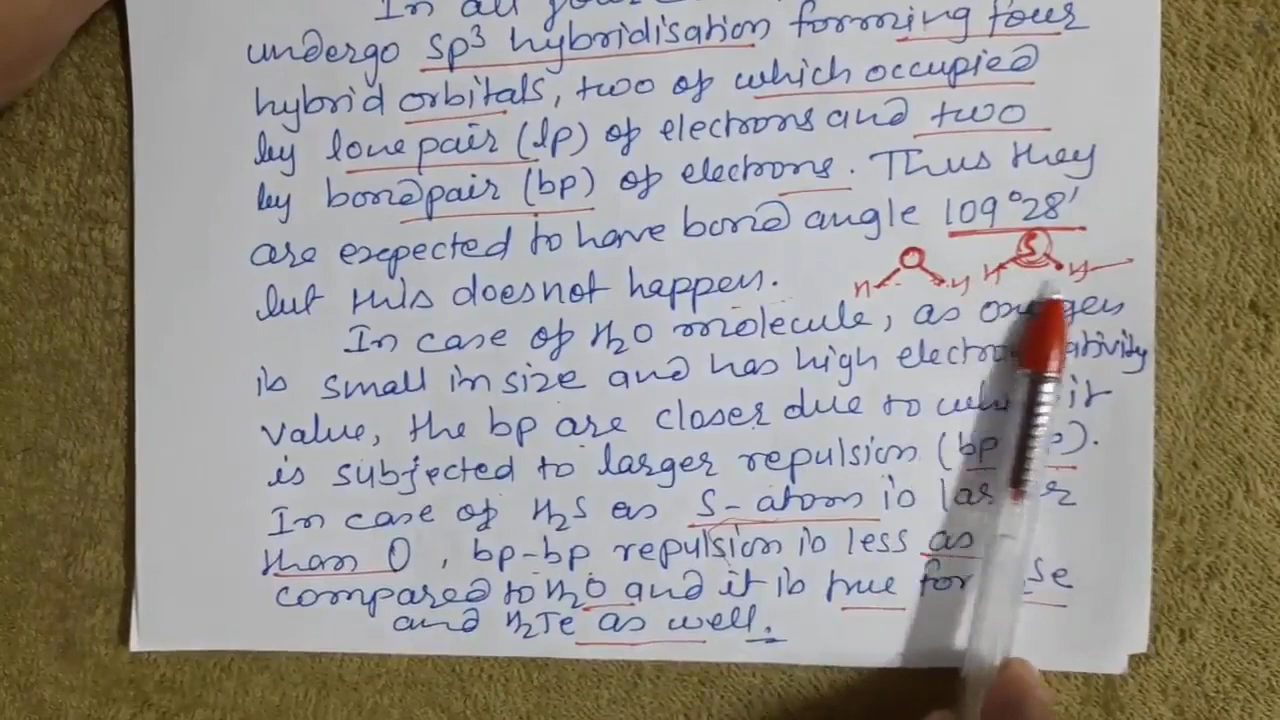 In all
undergo sp³ hybridisation forming four
hybrid orbitals, two of which occupied
by lone pair (lp) of electrons and two
by bond pair (bp) of electrons. Thus they
are expected to have bond angle 109°28'
but this does not happen.
H O H H S H
In case of H2O molecule, as
is small in size and has high
value, the bp are closer due to it
is subjected to larger repulsion (bp
In case of H2S as S-atom is
than O, bp-bp repulsion is less as
compared to H2O and it is true for
and H2Te as well.